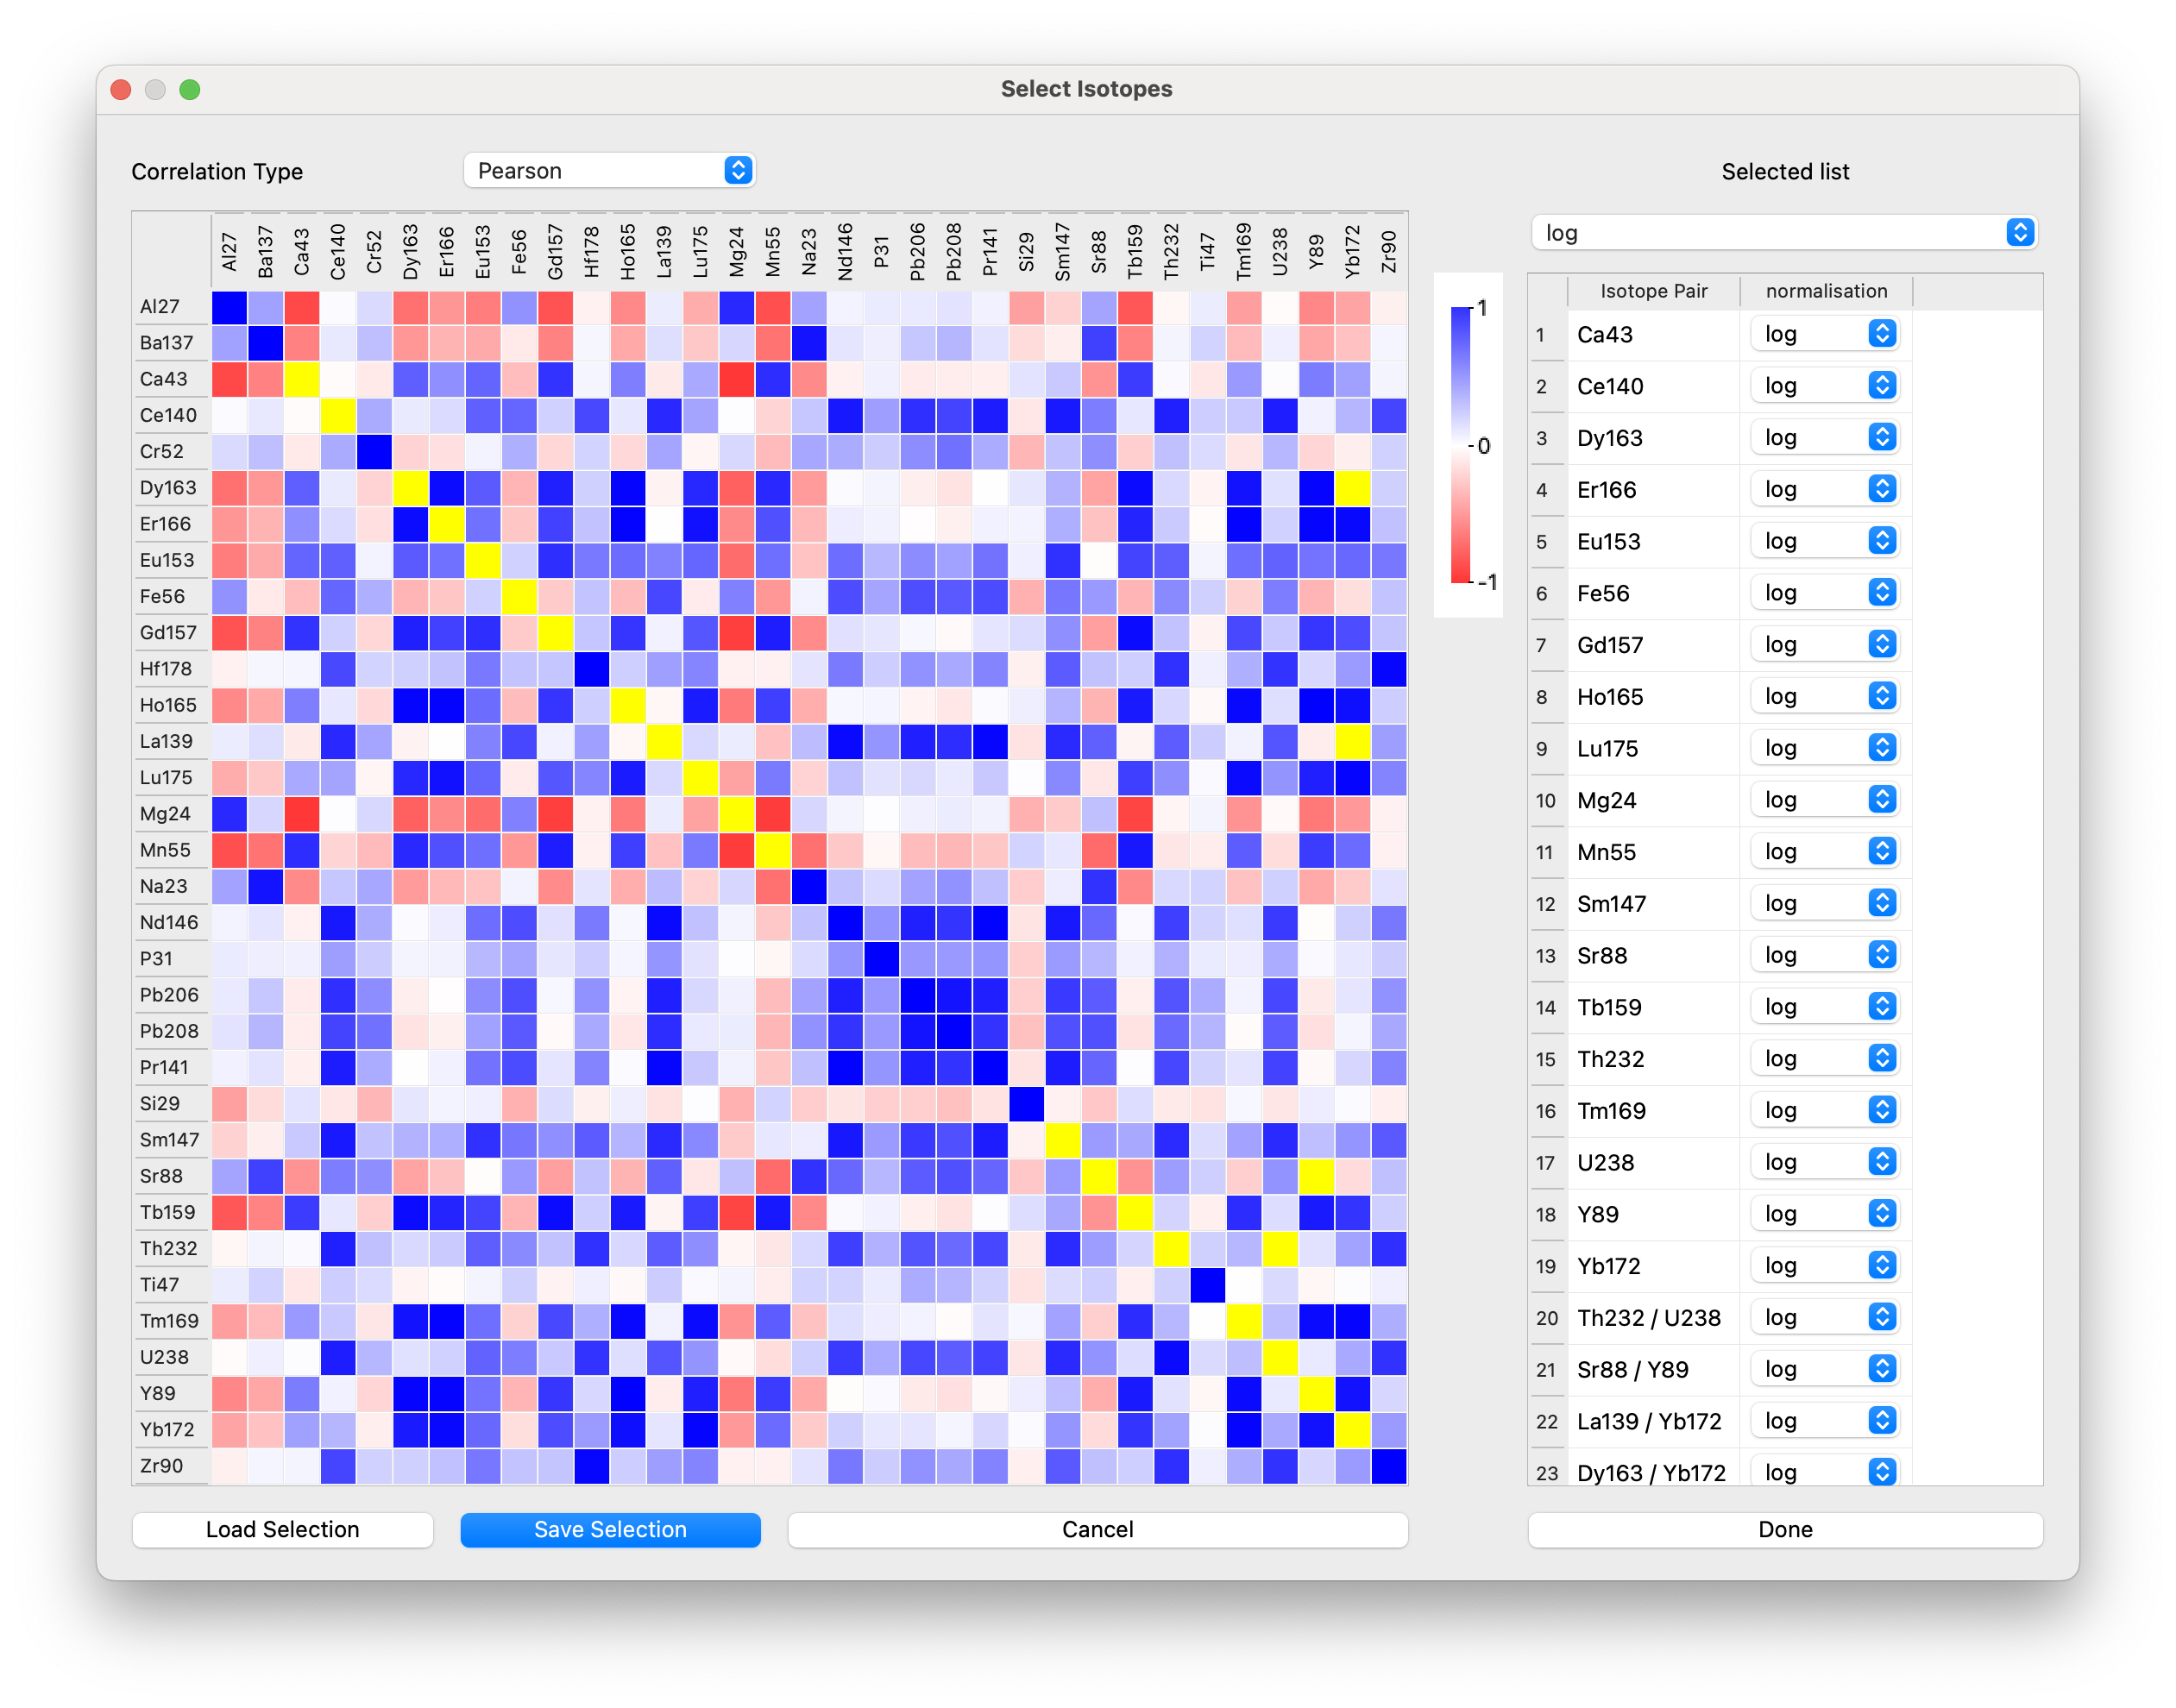 Select Isotopes
Correlation Type
Pearson
Selected list
log
Al27 Ba137 Ca43 Ce140 Cr52 Dy163 Er166 Eu153 Fe56 Gd157 Hf178 Ho165 La139 Lu175 Mg24 Mn55 Na23 Nd146 P31 Pb206 Pb208 Pr141 Si29 Sm147 Sr88 Tb159 Th232 Ti47 Tm169 U238 Y89 Yb172 Zr90
Al27
Ba137
Ca43
Ce140
Cr52
Dy163
Er166
Eu153
Fe56
Gd157
Hf178
Ho165
La139
Lu175
Mg24
Mn55
Na23
Nd146
P31
Pb206
Pb208
Pr141
Si29
Sm147
Sr88
Tb159
Th232
Ti47
Tm169
U238
Y89
Yb172
Zr90
1
0
-1
Isotope Pair normalisation
1 Ca43 log
2 Ce140 log
3 Dy163 log
4 Er166 log
5 Eu153 log
6 Fe56 log
7 Gd157 log
8 Ho165 log
9 Lu175 log
10 Mg24 log
11 Mn55 log
12 Sm147 log
13 Sr88 log
14 Tb159 log
15 Th232 log
16 Tm169 log
17 U238 log
18 Y89 log
19 Yb172 log
20 Th232 / U238 log
21 Sr88 / Y89 log
22 La139 / Yb172 log
23 Dy163 / Yb172 log
Load Selection
Save Selection
Cancel
Done